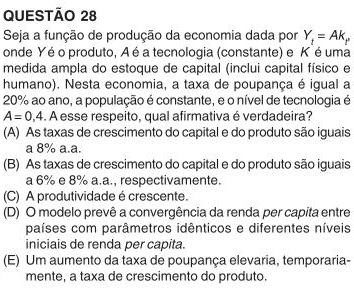 QUESTÃO 28
Seja a função de produção da economia dada por Yₜ = Akₜ,
onde Y é o produto, A é a tecnologia (constante) e K é uma
medida ampla do estoque de capital (inclui capital físico e
humano). Nesta economia, a taxa de poupança é igual a
20% ao ano, a população é constante, e o nível de tecnologia é
A = 0,4. A esse respeito, qual afirmativa é verdadeira?
(A) As taxas de crescimento do capital e do produto são iguais
a 8% a.a.
(B) As taxas de crescimento do capital e do produto são iguais
a 6% e 8% a.a., respectivamente.
(C) A produtividade é crescente.
(D) O modelo prevê a convergência da renda per capita entre
países com parâmetros idênticos e diferentes níveis
iniciais de renda per capita.
(E) Um aumento da taxa de poupança elevaria, temporaria-
mente, a taxa de crescimento do produto.